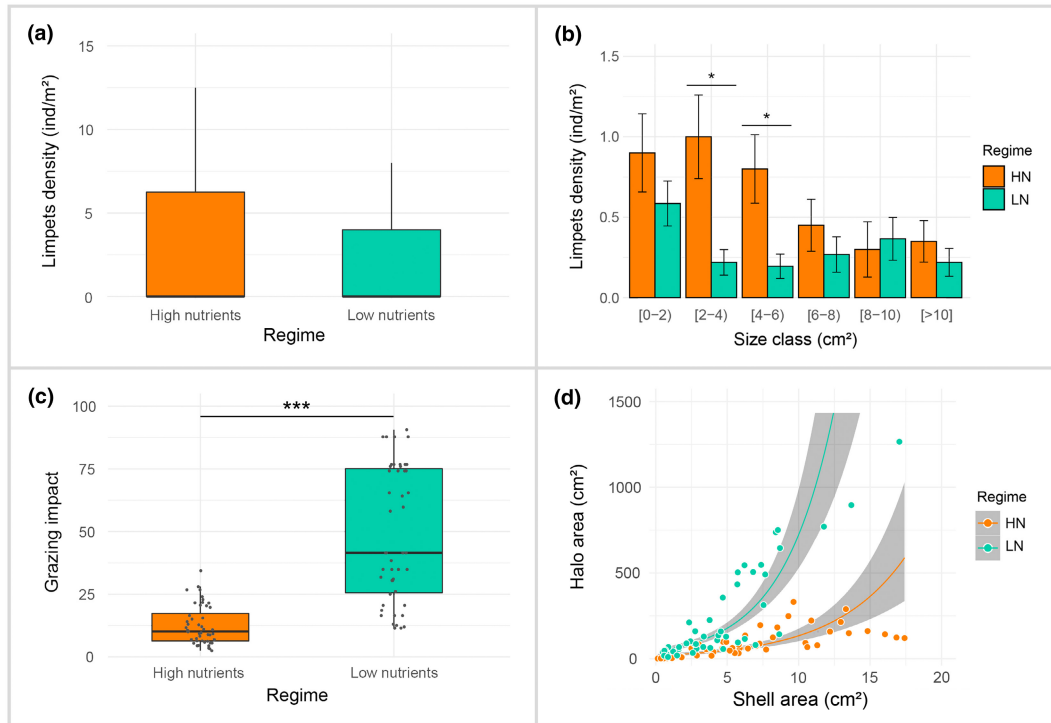 (a)
Limpets density (ind/m²)
15
10
5
0
High nutrients
Low nutrients
Regime
(b)
Limpets density (ind/m²)
1.5
1.0
0.5
0.0
*
*
[0−2)
[2−4)
[4−6)
[6−8)
[8−10)
[>10]
Size class (cm²)
Regime
HN
LN
(c)
Grazing impact
100
75
50
25
0
***
High nutrients
Low nutrients
Regime
(d)
Halo area (cm²)
1500
1000
500
0
0
5
10
15
20
Shell area (cm²)
Regime
HN
LN